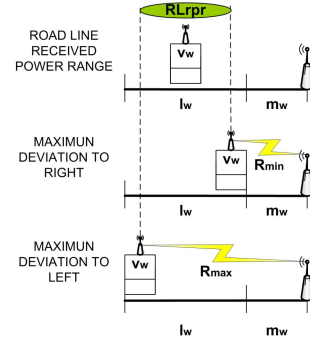 RLrpr
ROAD LINE
RECEIVED
POWER RANGE
vw
lw
mw
MAXIMUN
DEVIATION TO
RIGHT
vw
Rmin
lw
mw
MAXIMUN
DEVIATION TO
LEFT
vw
Rmax
lw
mw